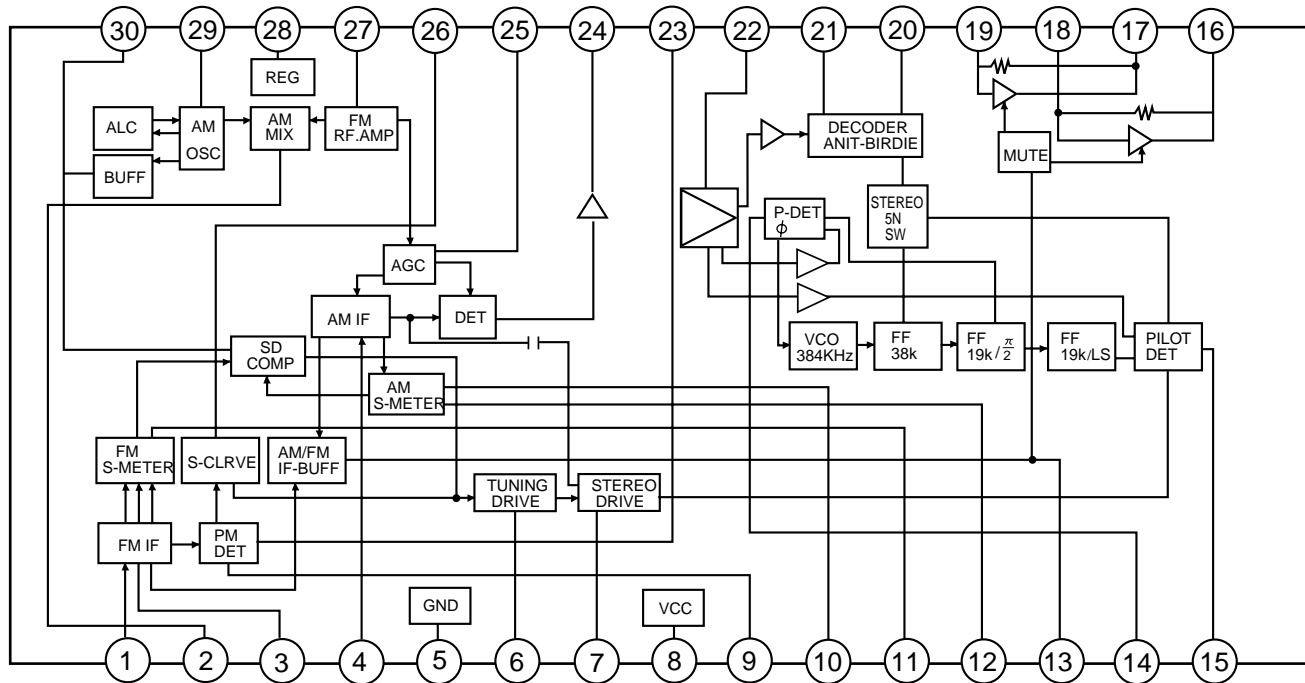 30 29 28 27 26 25 24 23 22 21 20 19 18 17 16
REG
ALC
AM
OSC
AM
MIX
FM
RF.AMP
BUFF
DECODER
ANIT-BIRDIE
MUTE
STEREO
5N
SW
P-DET
ϕ
AGC
AM IF
DET
SD
COMP
VCO
384KHz
FF
38k
FF
19k/π/2
FF
19k/LS
PILOT
DET
AM
S-METER
FM
S-METER
S-CLRVE
AM/FM
IF-BUFF
TUNING
DRIVE
STEREO
DRIVE
FM IF
PM
DET
GND
VCC
1 2 3 4 5 6 7 8 9 10 11 12 13 14 15